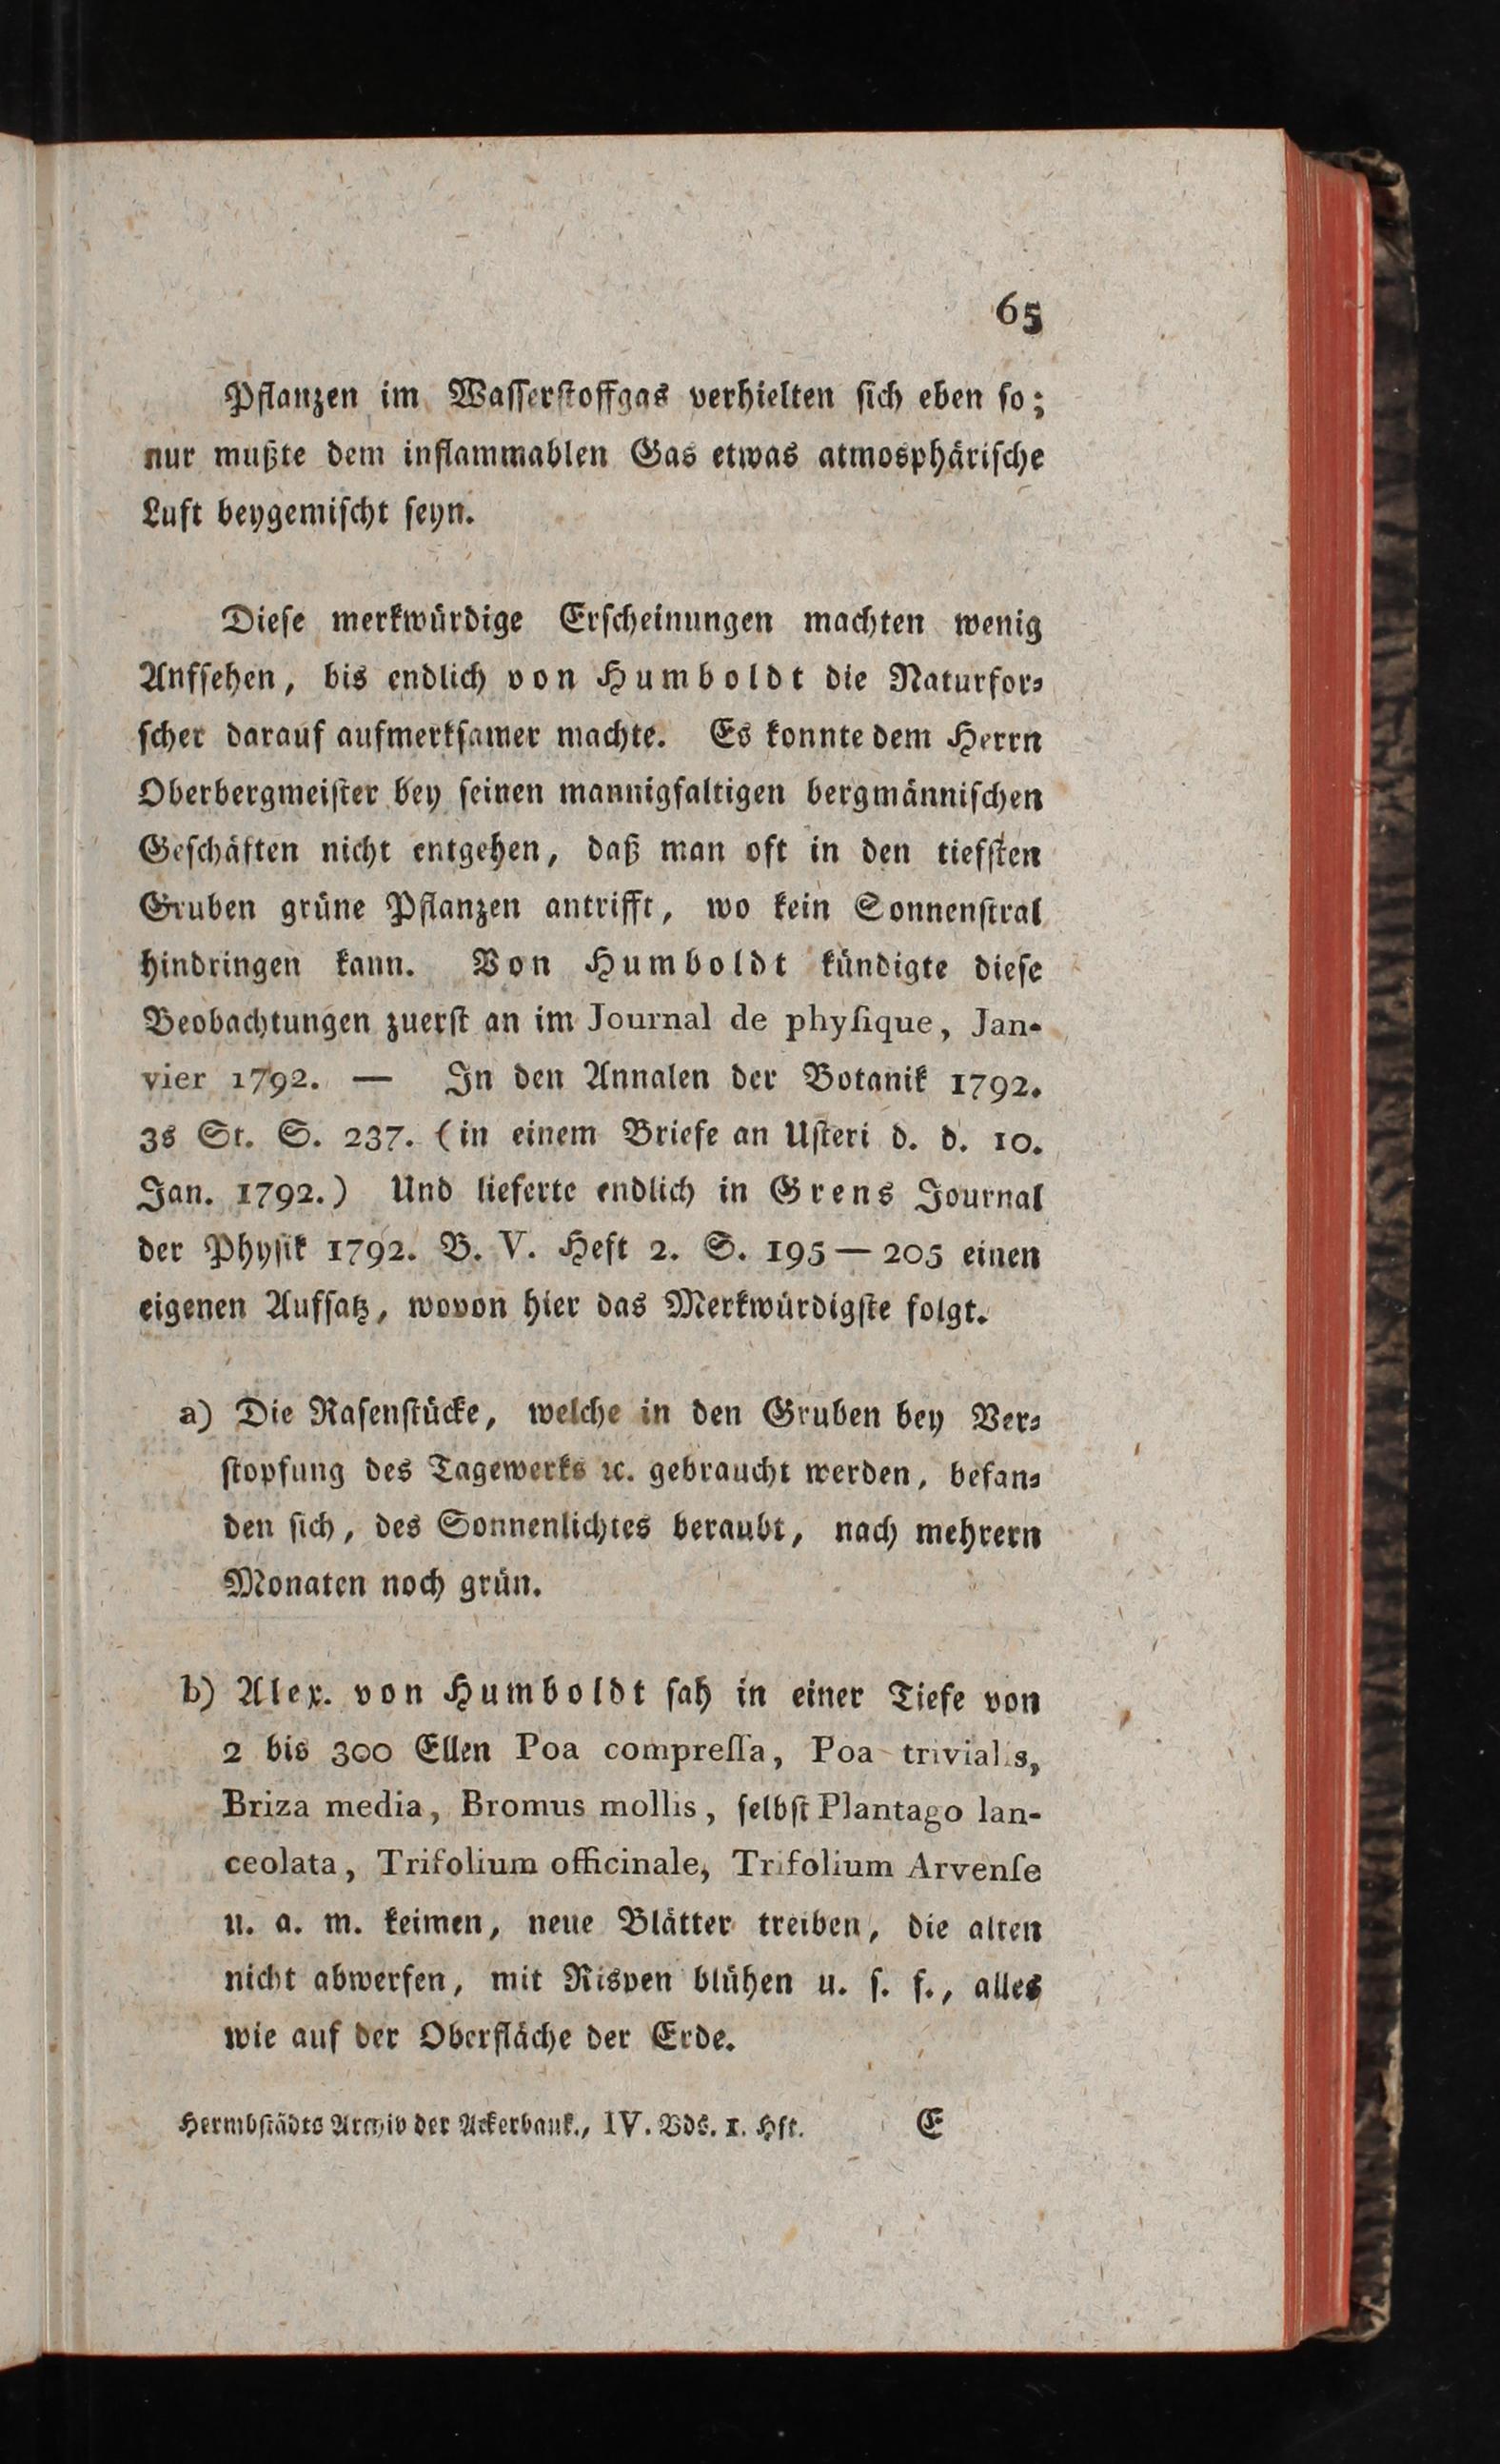 65
Pflanzen im Waſſerſtoffgas verhielten ſich eben ſo;
nur mußte dem inflammablen Gas etwas atmosphäriſche
Luft beygemiſcht ſeyn.
Dieſe merkwürdige Erſcheinungen machten wenig
Aufſehen, bis endlich von Humboldt die Naturfor⸗
ſcher darauf aufmerkſamer machte. Es konnte dem Herrn
Oberbergmeiſter bey ſeinen mannigfaltigen bergmänniſchen
Geſchäften nicht entgehen, daß man oft in den tiefſten
Gruben grüne Pflanzen antrifft, wo kein Sonnenſtral
hindringen kann. Von Humboldt kündigte dieſe
Beobachtungen zuerſt an im Journal de phyſique, Jan-
vier 1792. — In den Annalen der Botanik 1792.
3s St. S. 237. (in einem Briefe an Uſteri d. d. 10.
Jan. 1792.) Und lieferte endlich in Grens Journal
der Phyſik 1792. B. V. Heft 2. S. 195 — 205 einen
eigenen Aufſatz, wovon hier das Merkwürdigſte folgt.
a) Die Raſenſtücke, welche in den Gruben bey Ver⸗
ſtopfung des Tagewerks ꝛc. gebraucht werden, befan⸗
den ſich, des Sonnenlichtes beraubt, nach mehrern
Monaten noch grün.
b) Alex. von Humboldt ſah in einer Tiefe von
2 bis 300 Ellen Poa compreſſa, Poa trivialis,
Briza media, Bromus mollis, ſelbſt Plantago lan-
ceolata, Trifolium officinale, Trifolium Arvenſe
u. a. m. keimen, neue Blätter treiben, die alten
nicht abwerfen, mit Rispen blühen u. ſ. f., alles
wie auf der Oberfläche der Erde.
Hermbſtädts Archiv der Ackerbauk., IV. Bds. 1. Hft. E